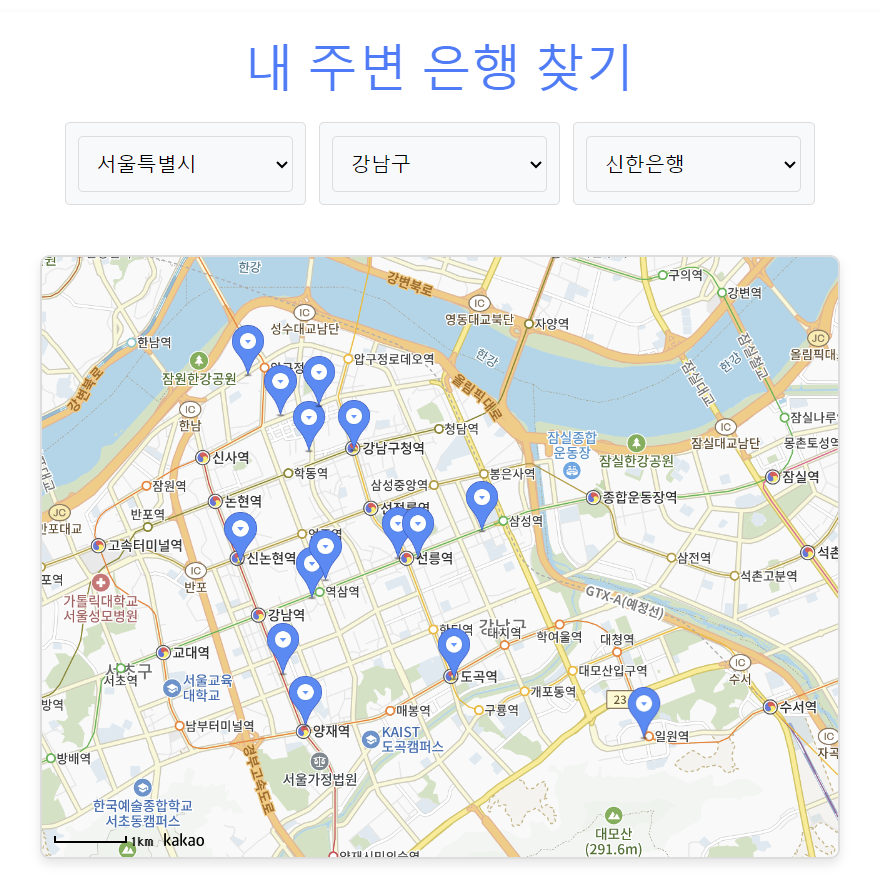 내 주변 은행 찾기
서울특별시
강남구
신한은행
원
한강
강변북로
IC
영동대교북단
구의역
강변역
IC
성수대교남단
자양역
한남역
잠실철교
한강
JC
올림픽대
잠원한강공원
압구정로데오역
한강
강변북로
올림픽대로
잠실대교
IC
한남
잠실나루
IC
잠실대교남단
몽촌토성역
신사역
강남구청역
청담역
잠실종합
운동장
잠실한강공원
학동역
삼성중앙역
봉은사역
잠실역
잠원역
논현역
반포역
선정릉역
삼성역
종합운동장역
JC
반포대교
고속터미널역
신논현역
선릉역
삼전역
석촌
석촌고분역
포역
IC
반포
역삼역
GTX-A(예정선)
가톨릭대학교
서울성모병원
강남역
한티역
강남구
대치역
학여울역
대청역
교대역
서초구
서초역
서울교육
대학교
도곡역
대모산입구역
IC
수서
방역
매봉역
구룡역
개포동역
23
수서역
남부터미널역
양재역
KAIST
도곡캠퍼스
일원역
IC
자곡
방배역
경부고속도로
서울가정법원
한국예술종합학교
서초동캠퍼스
대모산
(291.6m)
1km
kakao
양재시민의숲역